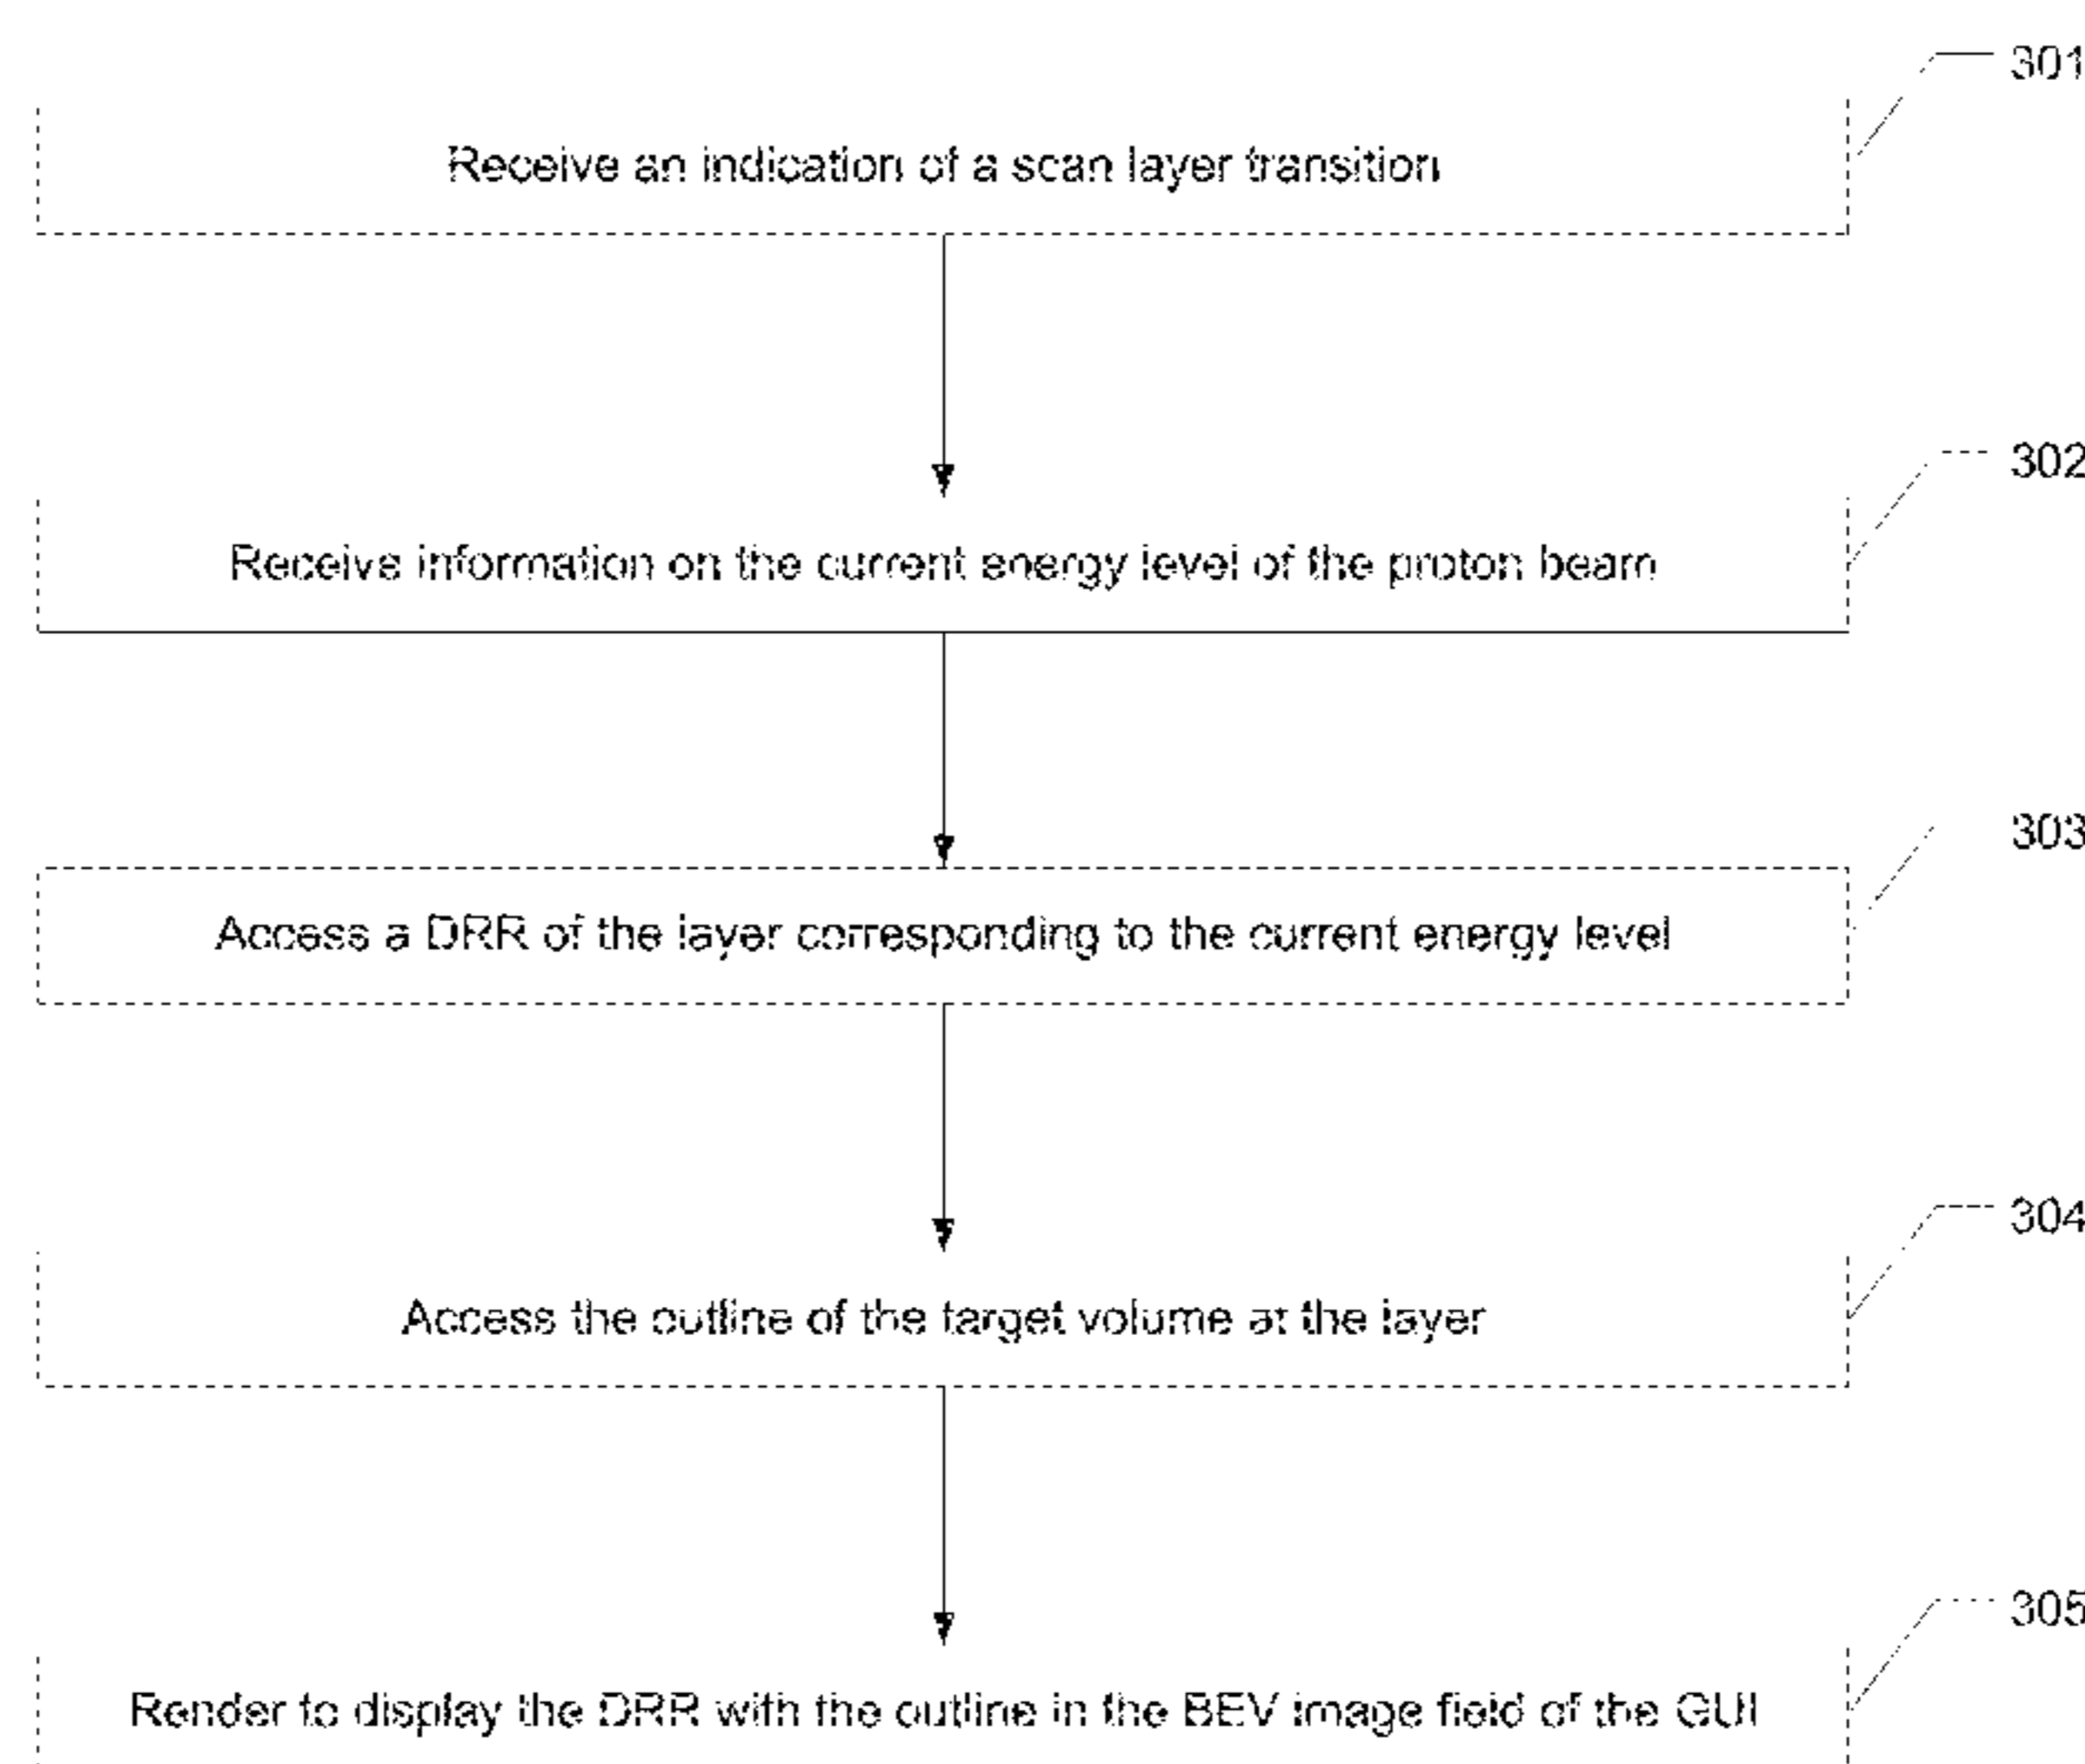 301
Receive an indication of a scan layer transition
302
Receive information on the current energy level of the proton beam
303
Access a DRR of the layer corresponding to the current energy level
304
Access the outline of the target volume at the layer
305
Render to display the DRR with the outline in the BEV image field of the GUI